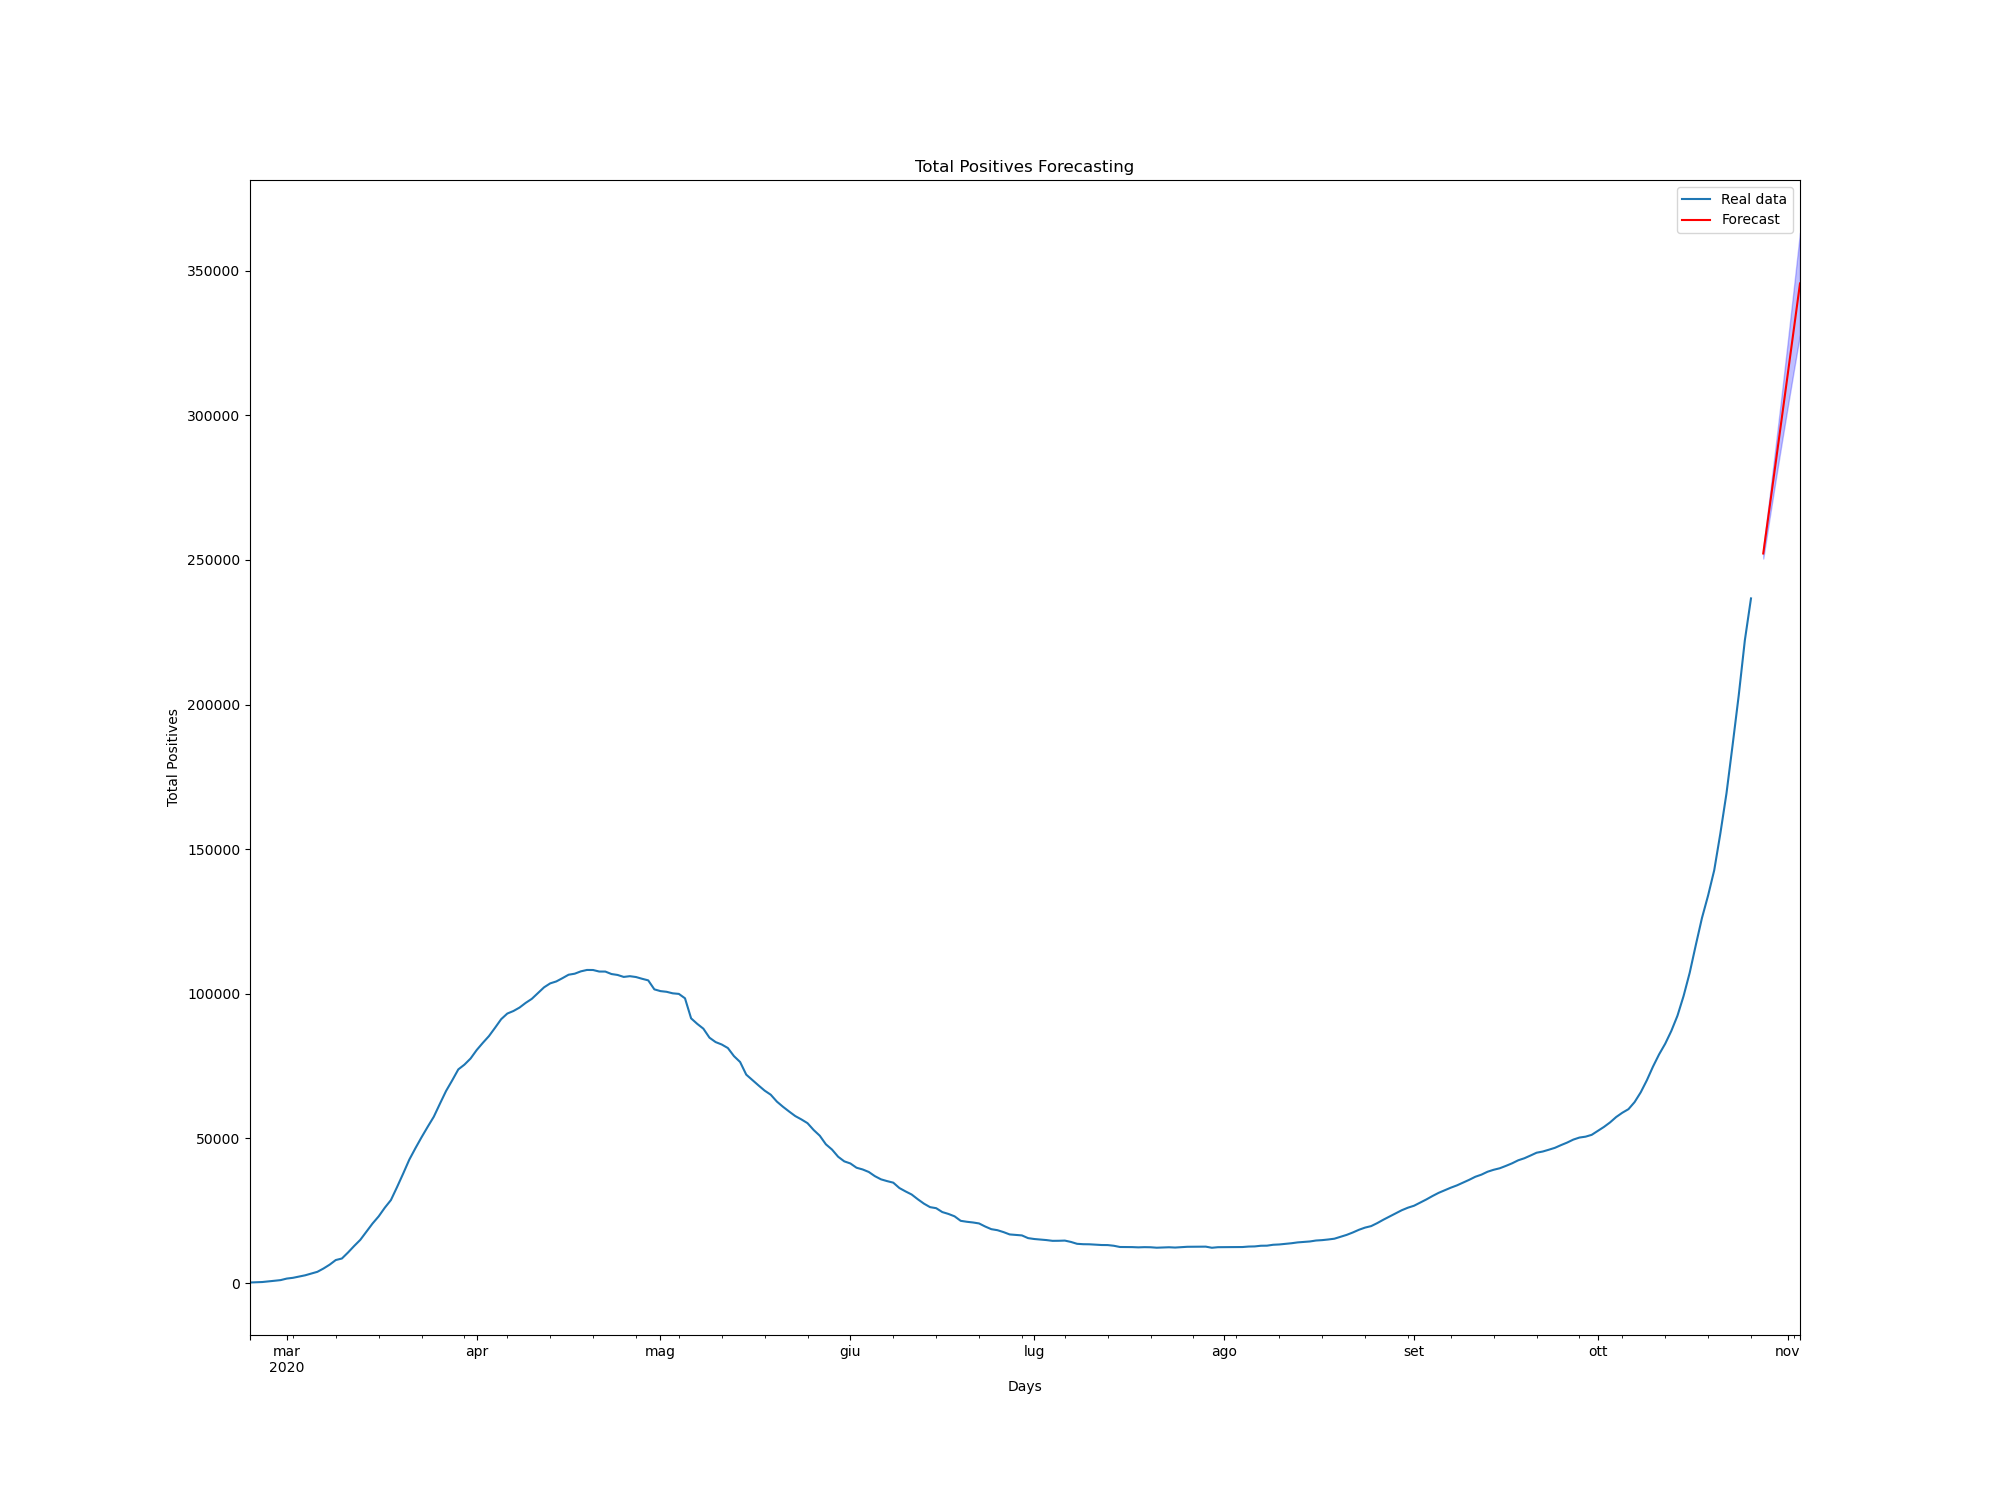 Total Positives Forecasting
Real data
Forecast
350000
300000
250000
200000
150000
100000
50000
0
Total Positives
mar apr mag giu lug ago set ott nov
2020
Days